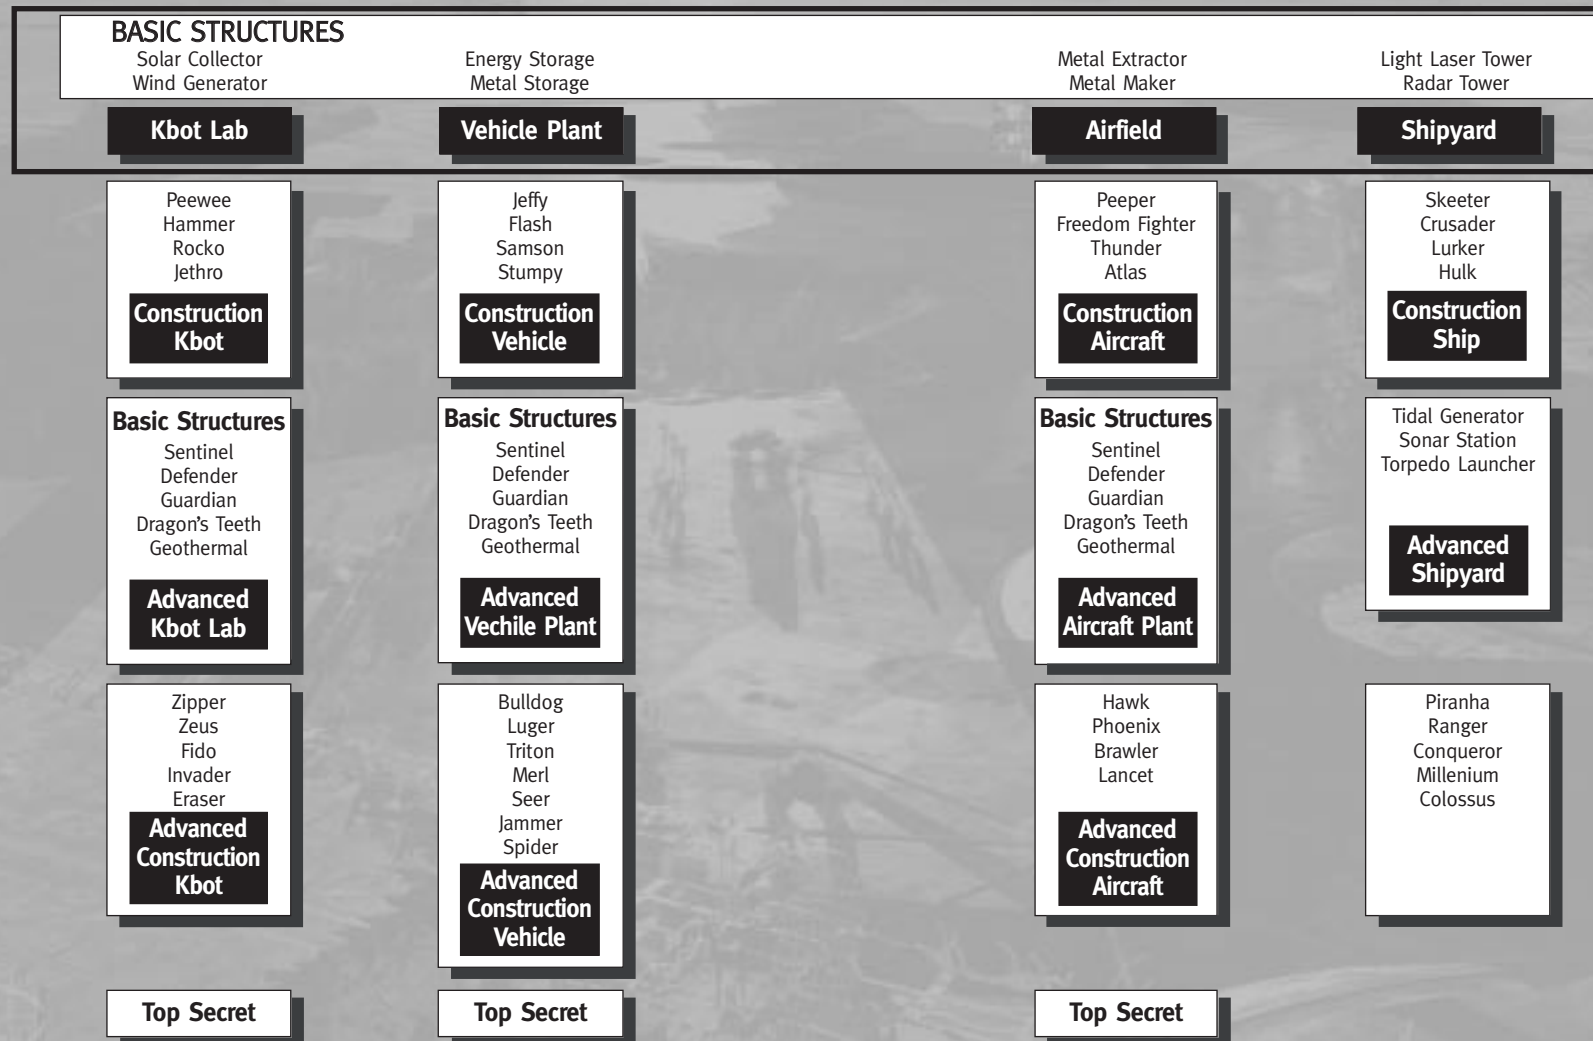 BASIC STRUCTURES
Solar Collector
Wind Generator
Energy Storage
Metal Storage
Metal Extractor
Metal Maker
Light Laser Tower
Radar Tower
Kbot Lab
Vehicle Plant
Airfield
Shipyard
Peewee
Hammer
Rocko
Jethro
Construction
Kbot
Jeffy
Flash
Samson
Stumpy
Construction
Vehicle
Peeper
Freedom Fighter
Thunder
Atlas
Construction
Aircraft
Skeeter
Crusader
Lurker
Hulk
Construction
Ship
Basic Structures
Sentinel
Defender
Guardian
Dragon's Teeth
Geothermal
Advanced
Kbot Lab
Basic Structures
Sentinel
Defender
Guardian
Dragon's Teeth
Geothermal
Advanced
Vechile Plant
Basic Structures
Sentinel
Defender
Guardian
Dragon's Teeth
Geothermal
Advanced
Aircraft Plant
Tidal Generator
Sonar Station
Torpedo Launcher
Advanced
Shipyard
Zipper
Zeus
Fido
Invader
Eraser
Advanced
Construction
Kbot
Bulldog
Luger
Triton
Merl
Seer
Jammer
Spider
Advanced
Construction
Vehicle
Hawk
Phoenix
Brawler
Lancet
Advanced
Construction
Aircraft
Piranha
Ranger
Conqueror
Millenium
Colossus
Top Secret
Top Secret
Top Secret